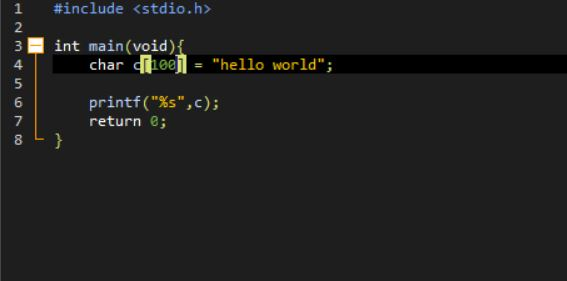 1 #include <stdio.h>
2
3 int main(void){
4 char c[100] = "hello world";
5
6 printf("%s",c);
7 return 0;
8 }